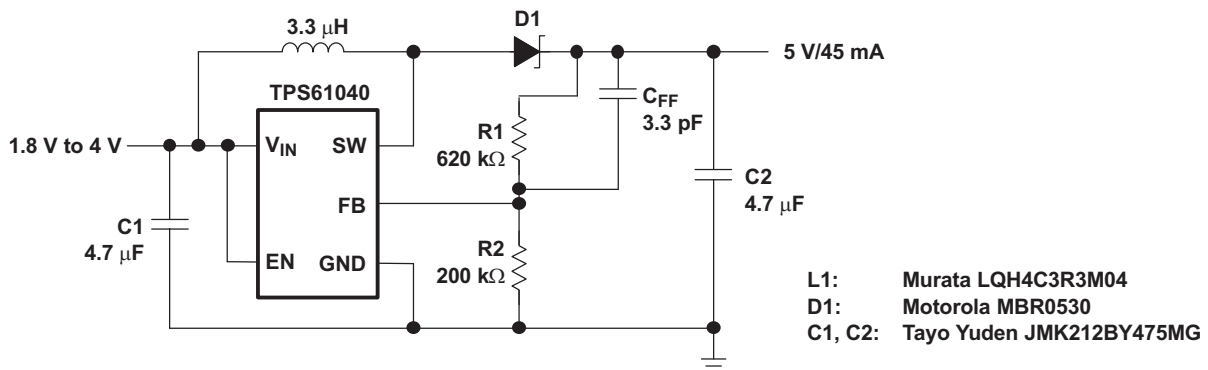 3.3 μH
D1
5 V/45 mA
TPS61040
CFF
3.3 pF
1.8 V to 4 V
VIN
SW
R1
620 kΩ
C1
4.7 μF
FB
C2
4.7 μF
EN
GND
R2
200 kΩ
L1: Murata LQH4C3R3M04
D1: Motorola MBR0530
C1, C2: Tayo Yuden JMK212BY475MG